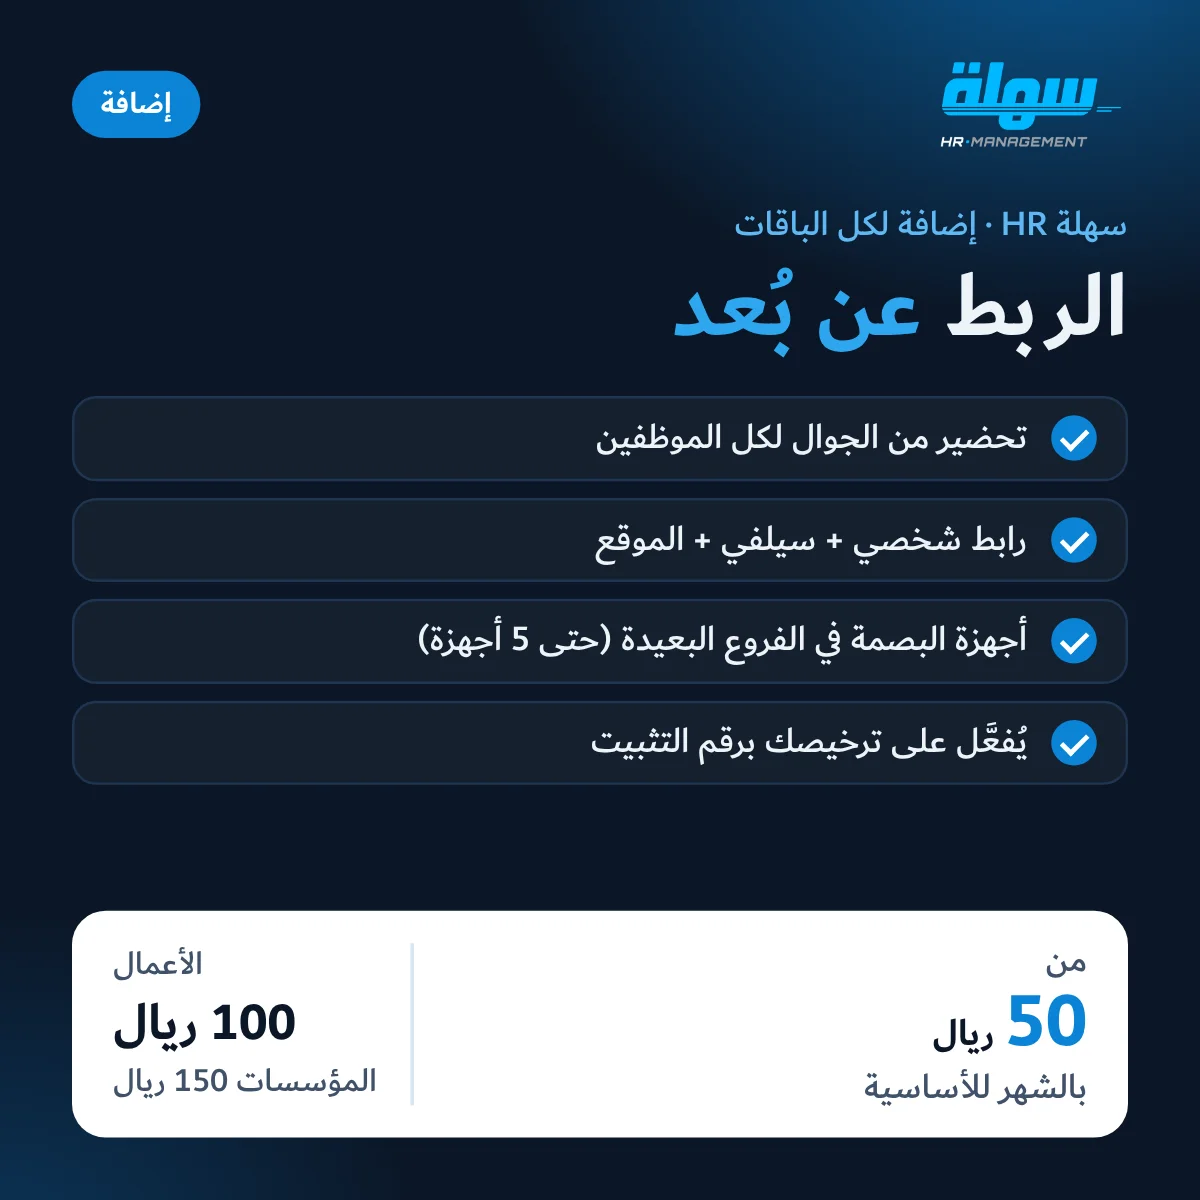 سهلة
HR·MANAGEMENT
إضافة
سهلة HR · إضافة لكل الباقات
الربط عن بُعد
تحضير من الجوال لكل الموظفين
رابط شخصي + سيلفي + الموقع
أجهزة البصمة في الفروع البعيدة (حتى 5 أجهزة)
يُفعَّل على ترخيصك برقم التثبيت
من
50 ريال
بالشهر للأساسية
الأعمال
100 ريال
المؤسسات 150 ريال